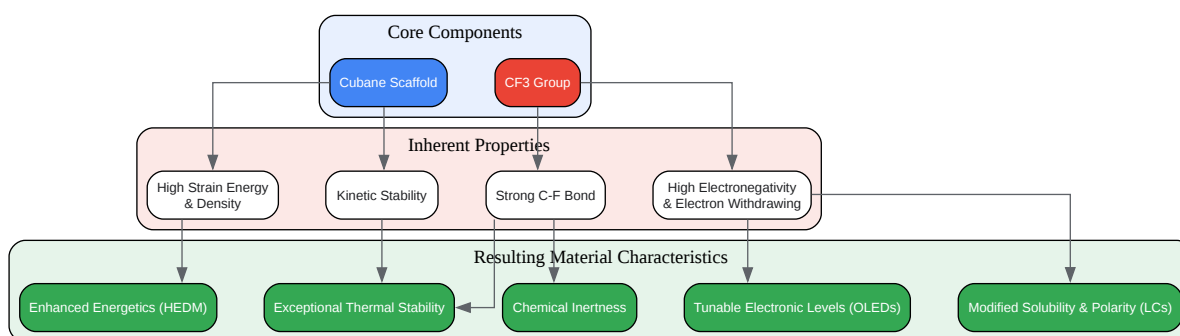 Core Components
Cubane Scaffold
CF3 Group
Inherent Properties
High Strain Energy
& Density
Kinetic Stability
Strong C-F Bond
High Electronegativity
& Electron Withdrawing
Resulting Material Characteristics
Enhanced Energetics (HEDM)
Exceptional Thermal Stability
Chemical Inertness
Tunable Electronic Levels (OLEDs)
Modified Solubility & Polarity (LCs)